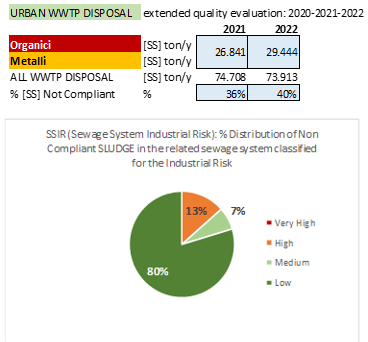 URBAN WWTP DISPOSAL extended quality evaluation: 2020-2021-2022
2021 2022
Organici [SS] ton/y 26.841 29.444
Metalli [SS] ton/y
ALL WWTP DISPOSAL [SS] ton/y 74.708 73.913
% [SS] Not Compliant % 36% 40%
SSIR (Sewage System Industrial Risk): % Distribution of Non
Compliant SLUDGE in the related sewage system classified
for the Industrial Risk
13% 7%
Very High
High
Medium
80% Low